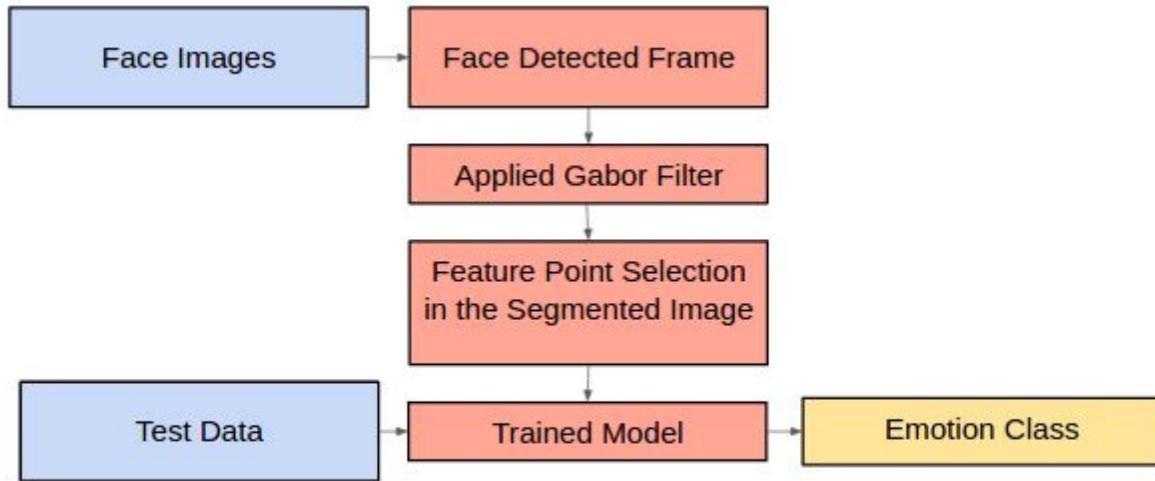 Face Images
Face Detected Frame
Applied Gabor Filter
Feature Point Selection
in the Segmented Image
Test Data
Trained Model
Emotion Class